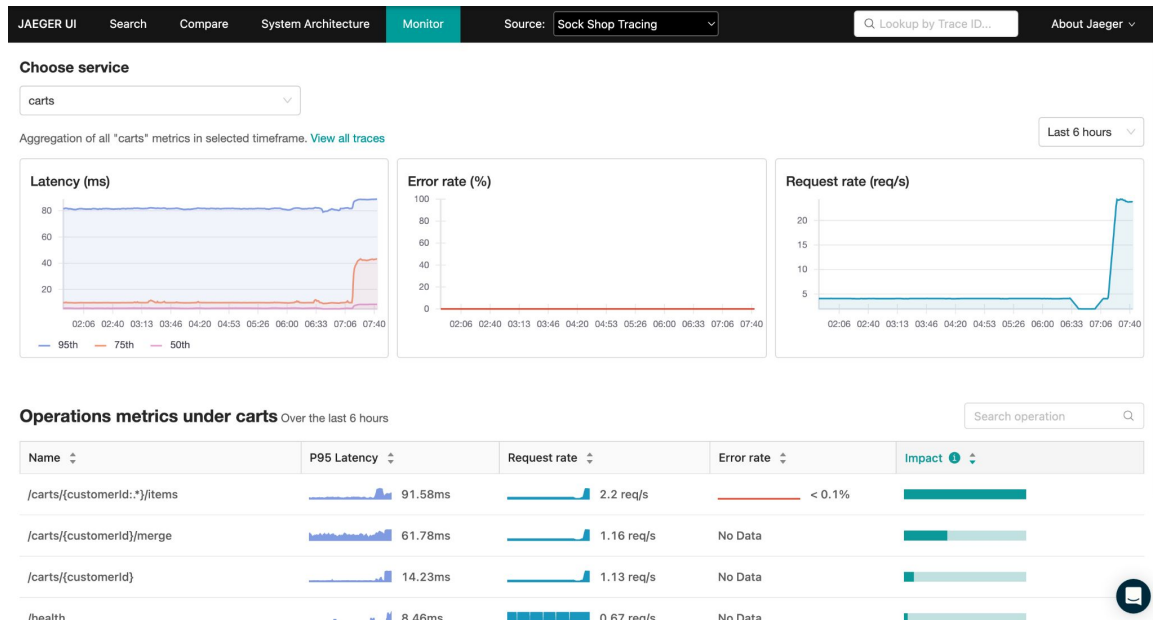 JAEGER UI Search Compare System Architecture Monitor Source: Sock Shop Tracing Lookup by Trace ID... About Jaeger
Choose service
carts
Aggregation of all "carts" metrics in selected timeframe. View all traces
Last 6 hours
Latency (ms)
80
60
40
20
02:06 02:40 03:13 03:46 04:20 04:53 05:26 06:00 06:33 07:06 07:40
95th 75th 50th
Error rate (%)
100
80
60
40
20
0
02:06 02:40 03:13 03:46 04:20 04:53 05:26 06:00 06:33 07:06 07:40
Request rate (req/s)
20
15
10
5
02:06 02:40 03:13 03:46 04:20 04:53 05:26 06:00 06:33 07:06 07:40
Operations metrics under carts Over the last 6 hours
Search operation
Name P95 Latency Request rate Error rate Impact
/carts/{customerId:.*}/items 91.58ms 2.2 req/s < 0.1%
/carts/{customerId}/merge 61.78ms 1.16 req/s No Data
/carts/{customerId} 14.23ms 1.13 req/s No Data
/health 8.46ms 0.67 req/s No Data